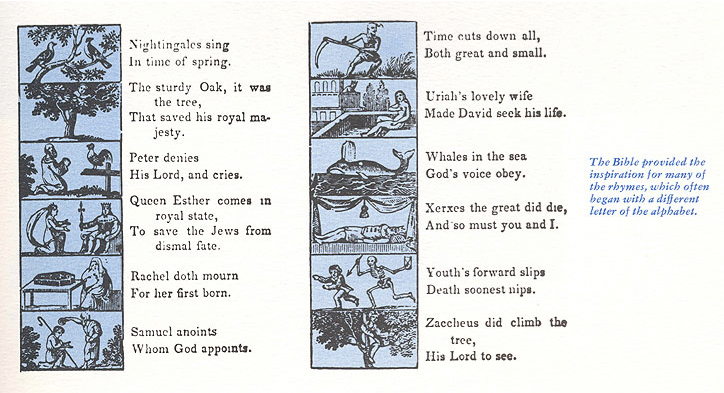 Nightingales sing
In time of spring.
The sturdy Oak, it was
the tree,
That saved his royal ma-
jesty.
Peter denies
His Lord, and cries.
Queen Esther comes in
royal state,
To save the Jews from
dismal fate.
Rachel doth mourn
For her first born.
Samuel anoints
Whom God appoints.
Time cuts down all,
Both great and small.
Uriah's lovely wife
Made David seek his life.
Whales in the sea
God's voice obey.
Xerxes the great did die,
And so must you and I.
Youth's forward slips
Death soonest nips.
Zaccheus did climb the
tree,
His Lord to see.
The Bible provided the
inspiration for many of
the rhymes, which often
began with a different
letter of the alphabet.